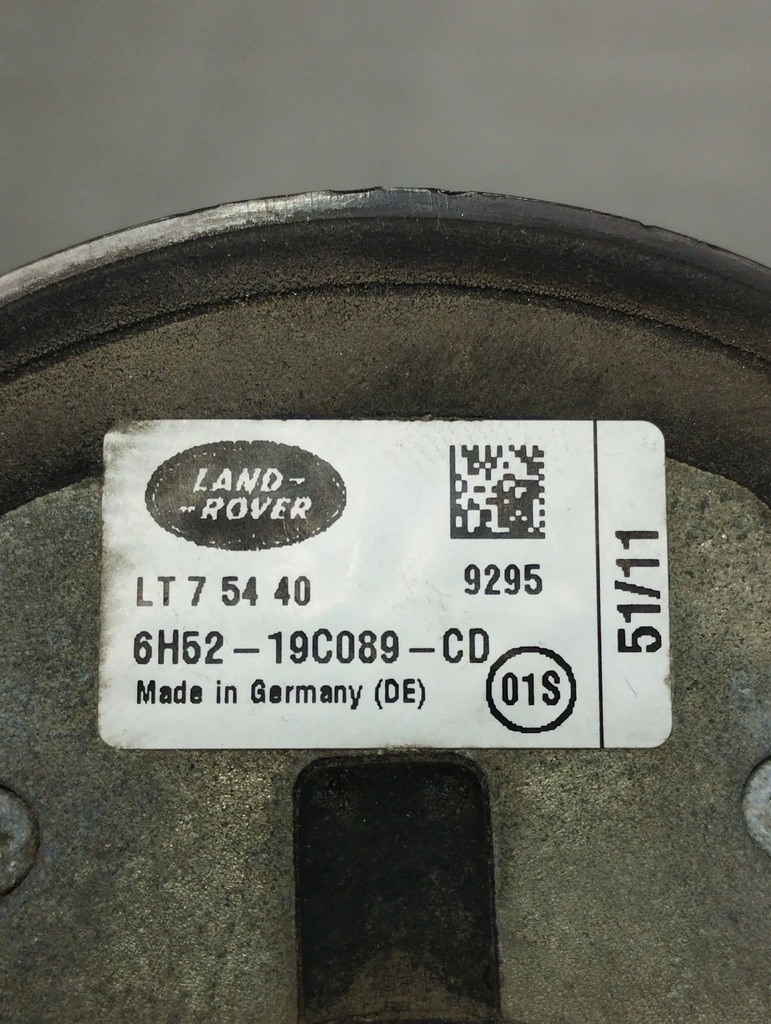 LAND-
-ROVER
LT 7 54 40
9295
6H52-19C089-CD
Made in Germany (DE)
01S
51/11